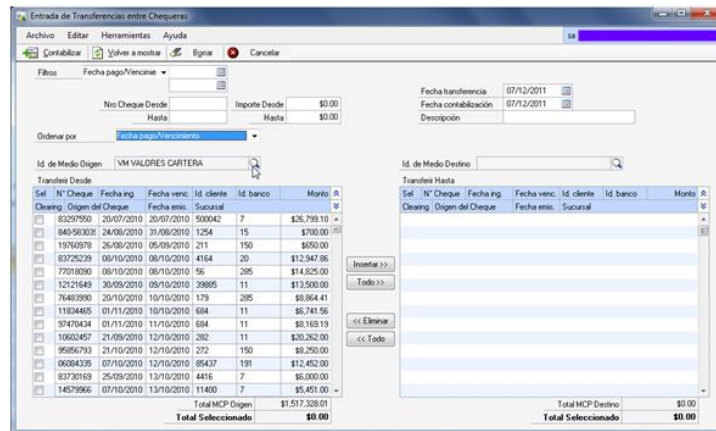 Entrada de Transferencias entre Chequeras
Archivo Editar Herramientas Ayuda
sa
Contabilizar Volver a mostrar Borrar Cancelar
Filtros Fecha pago/Vencimie
Fecha transferencia 07/12/2011
Nro Cheque Desde Importe Desde $0.00
Fecha contabilización 07/12/2011
Hasta Hasta $0.00
Descripción
Ordenar por Fecha pago/Vencimiento
Id. de Medio Origen VM VALORES CARTERA
Id. de Medio Destino
Transferir Desde
Transferir Hasta
Sel N° Cheque Fecha ing. Fecha venc. Id. cliente Id. banco Monto
Sel N° Cheque Fecha ing. Fecha venc. Id. cliente Id. banco Monto
Clearing Origen del Cheque Fecha emis. Sucursal
Clearing Origen del Cheque Fecha emis. Sucursal
83297550 20/07/2010 20/07/2010 500042 7 $26,799.10
840-583035 24/08/2010 31/08/2010 1254 15 $700.00
19760978 26/08/2010 05/09/2010 211 150 $650.00
83725239 08/10/2010 08/10/2010 4164 20 $12,947.86
77018090 08/10/2010 08/10/2010 56 285 $14,825.00
12121649 30/09/2010 09/10/2010 39885 11 $13,500.00
76483990 20/10/2010 10/10/2010 179 285 $8,864.41
11834465 01/11/2010 10/10/2010 684 11 $6,741.56
97470434 01/11/2010 11/10/2010 684 11 $8,169.19
10602457 21/09/2010 12/10/2010 282 11 $20,262.00
95856793 21/10/2010 12/10/2010 272 150 $8,250.00
06084335 07/10/2010 12/10/2010 85437 191 $12,452.00
83730169 25/09/2010 13/10/2010 4416 7 $6,000.00
14579966 07/10/2010 13/10/2010 11400 7 $5,451.00
Insertar >>
Todo >>
<< Eliminar
<< Todo
Total MCP Origen $1,517,328.01
Total MCP Destino $0.00
Total Seleccionado $0.00
Total Seleccionado $0.00